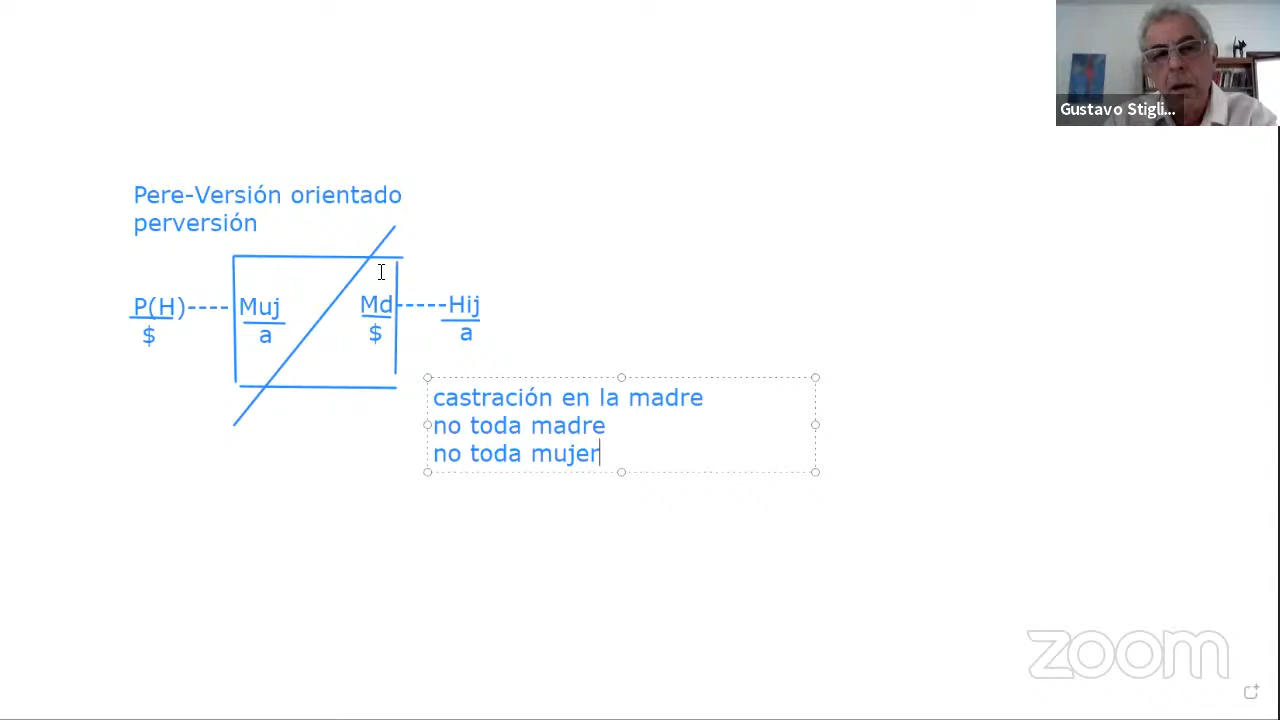 Gustavo Stigli...
Pere-Versión orientado
perversión
P(H)----Muj Md-----Hij
$ a $ a
castración en la madre
no toda madre
no toda mujer
zoom